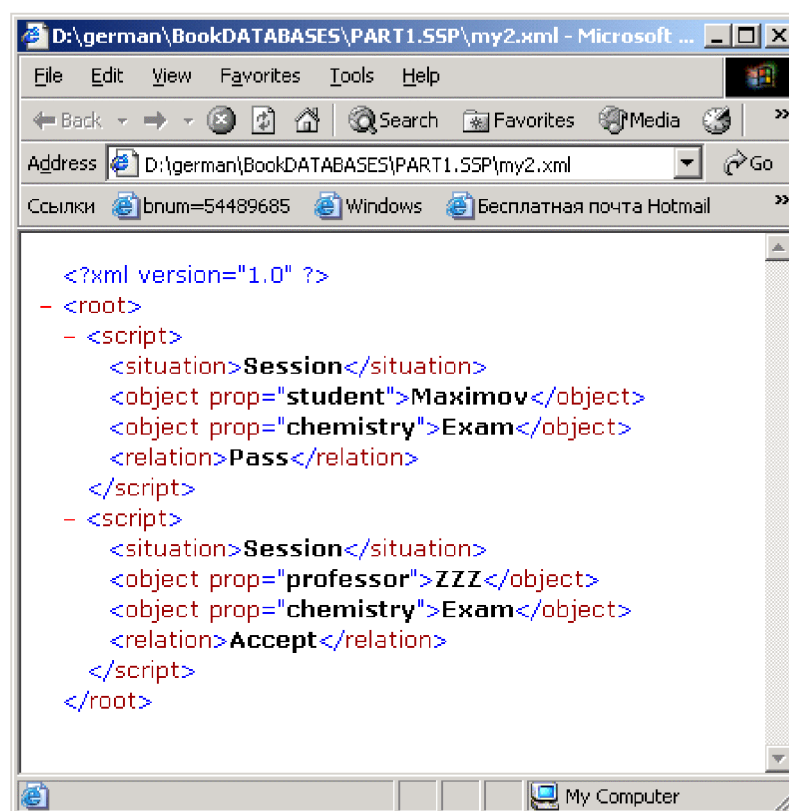 D:\german\BookDATABASES\PART1.SSP\my2.xml - Microsoft ...
File Edit View Favorites Tools Help
Back Search Favorites Media »
Address D:\german\BookDATABASES\PART1.SSP\my2.xml Go
Ссылки bnum=54489685 Windows Бесплатная почта Hotmail »
<?xml version="1.0" ?>
- <root>
- <script>
<situation>Session</situation>
<object prop="student">Maximov</object>
<object prop="chemistry">Exam</object>
<relation>Pass</relation>
</script>
- <script>
<situation>Session</situation>
<object prop="professor">ZZZ</object>
<object prop="chemistry">Exam</object>
<relation>Accept</relation>
</script>
</root>
My Computer